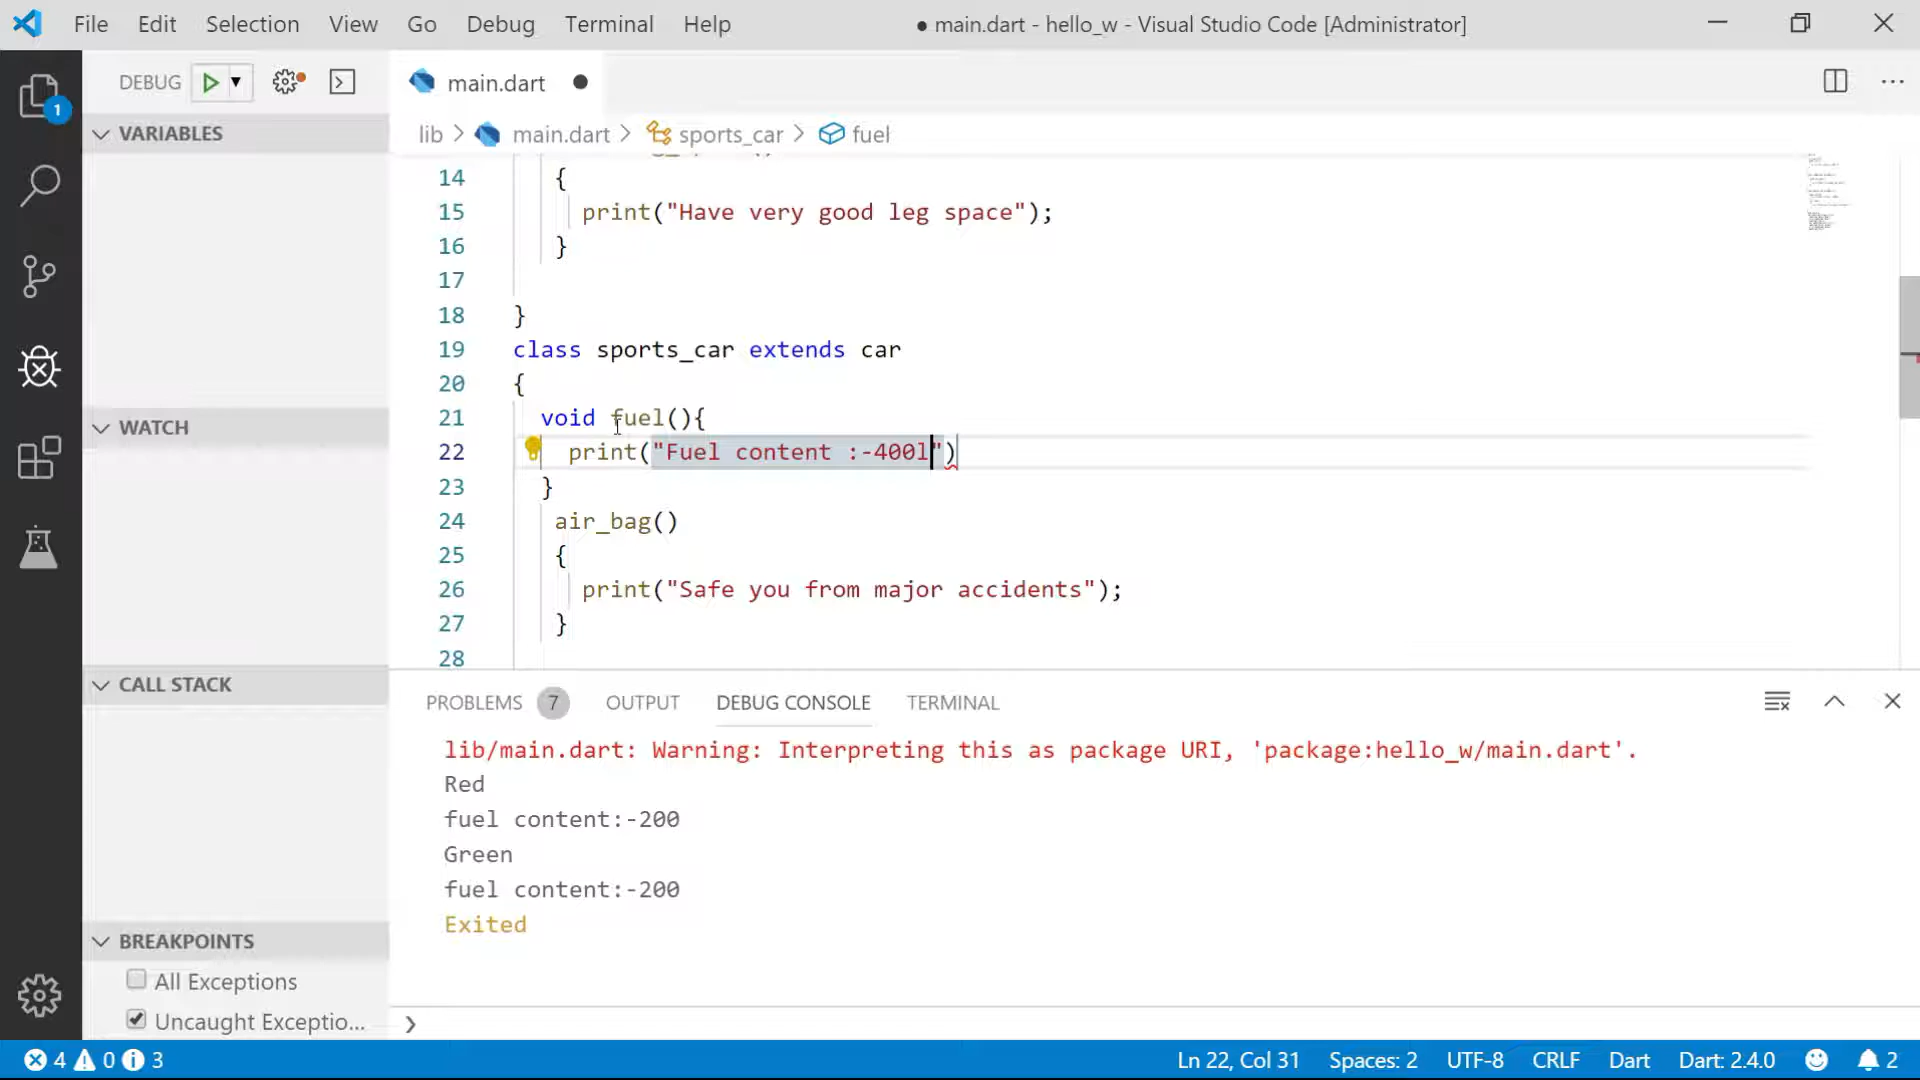 File Edit Selection View Go Debug Terminal Help ● main.dart - hello_w - Visual Studio Code [Administrator]
1
DEBUG
main.dart
VARIABLES
lib > main.dart > sports_car > fuel
14 {
15 print("Have very good leg space");
16 }
17
18 }
19 class sports_car extends car
20 {
21 void fuel(){
22 print("Fuel content :-400l")
23 }
24 air_bag()
25 {
26 print("Safe you from major accidents");
27 }
28
WATCH
CALL STACK
BREAKPOINTS
All Exceptions
Uncaught Exceptio...
PROBLEMS 7 OUTPUT DEBUG CONSOLE TERMINAL
lib/main.dart: Warning: Interpreting this as package URI, 'package:hello_w/main.dart'.
Red
fuel content:-200
Green
fuel content:-200
Exited
4 0 3 Ln 22, Col 31 Spaces: 2 UTF-8 CRLF Dart Dart: 2.4.0 2